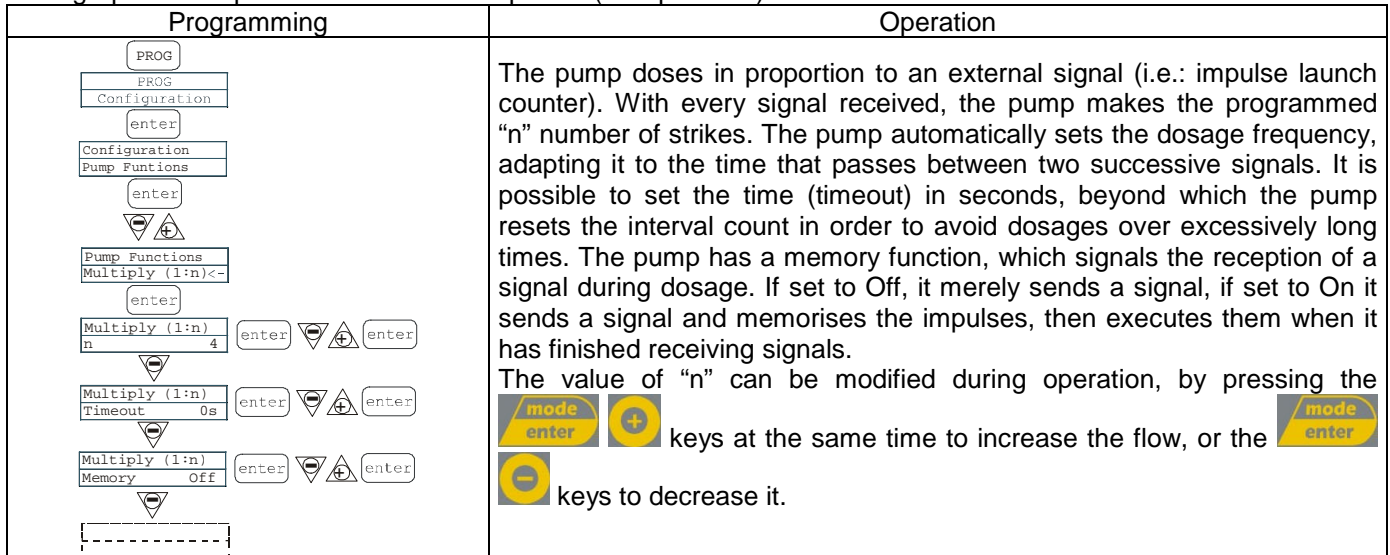 Programming
Operation
PROG
PROG
Configuration
enter
Configuration
Pump Funtions
enter
Pump Functions
Multiply (1:n)<-
enter
Multiply (1:n)
n 4
enter enter
Multiply (1:n)
Timeout 0s
enter enter
Multiply (1:n)
Memory Off
enter enter
The pump doses in proportion to an external signal (i.e.: impulse launch
counter). With every signal received, the pump makes the programmed
“n” number of strikes. The pump automatically sets the dosage frequency,
adapting it to the time that passes between two successive signals. It is
possible to set the time (timeout) in seconds, beyond which the pump
resets the interval count in order to avoid dosages over excessively long
times. The pump has a memory function, which signals the reception of a
signal during dosage. If set to Off, it merely sends a signal, if set to On it
sends a signal and memorises the impulses, then executes them when it
has finished receiving signals.
The value of “n” can be modified during operation, by pressing the
mode enter + keys at the same time to increase the flow, or the mode enter
- keys to decrease it.